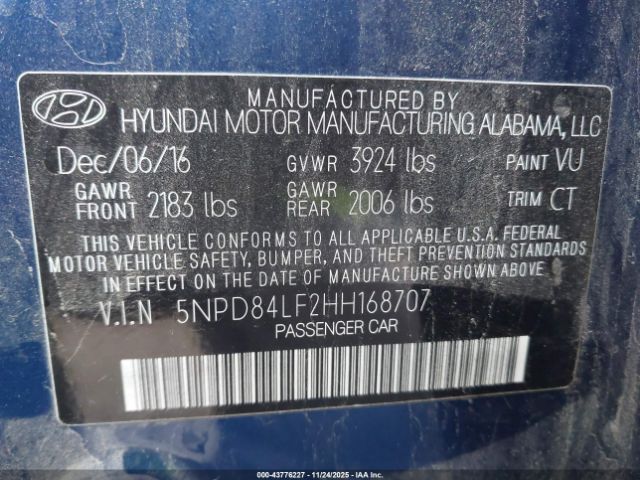 MANUFACTURED BY
HYUNDAI MOTOR MANUFACTURING ALABAMA, LLC
Dec/06/16 GVWR 3924 lbs PAINT VU
GAWR FRONT 2183 lbs GAWR REAR 2006 lbs TRIM CT
THIS VEHICLE CONFORMS TO ALL APPLICABLE U.S.A. FEDERAL
MOTOR VEHICLE SAFETY, BUMPER, AND THEFT PREVENTION STANDARDS
IN EFFECT ON THE DATE OF MANUFACTURE SHOWN ABOVE.
V.I.N 5NPD84LF2HH168707
PASSENGER CAR
000-43776227 - 11/24/2025 - IAAI.COM